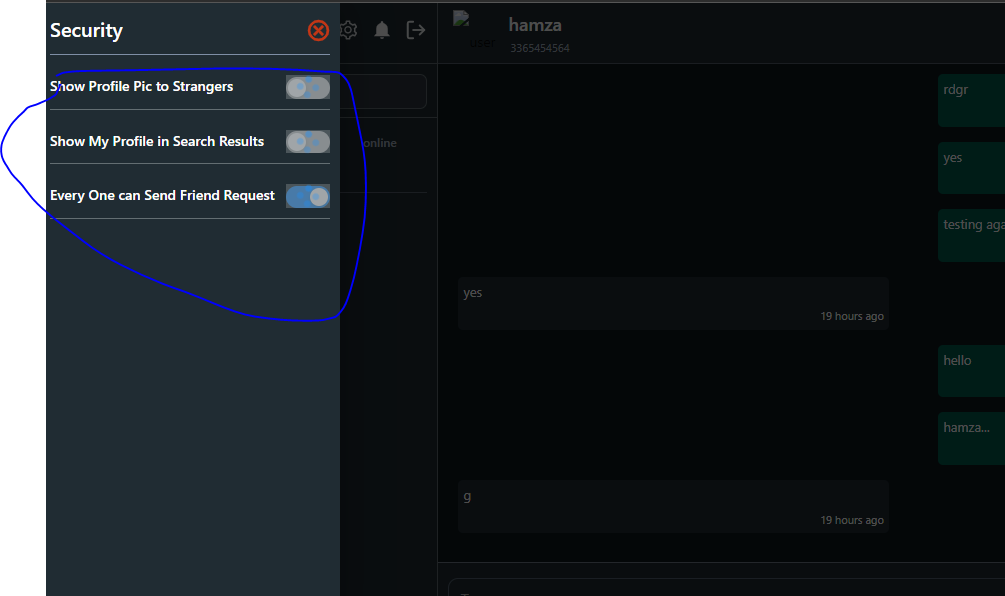 Security
Show Profile Pic to Strangers
Show My Profile in Search Results
Every One can Send Friend Request
online
hamza
user
3365454564
rdgr
yes
testing aga
yes
19 hours ago
hello
hamza...
g
19 hours ago